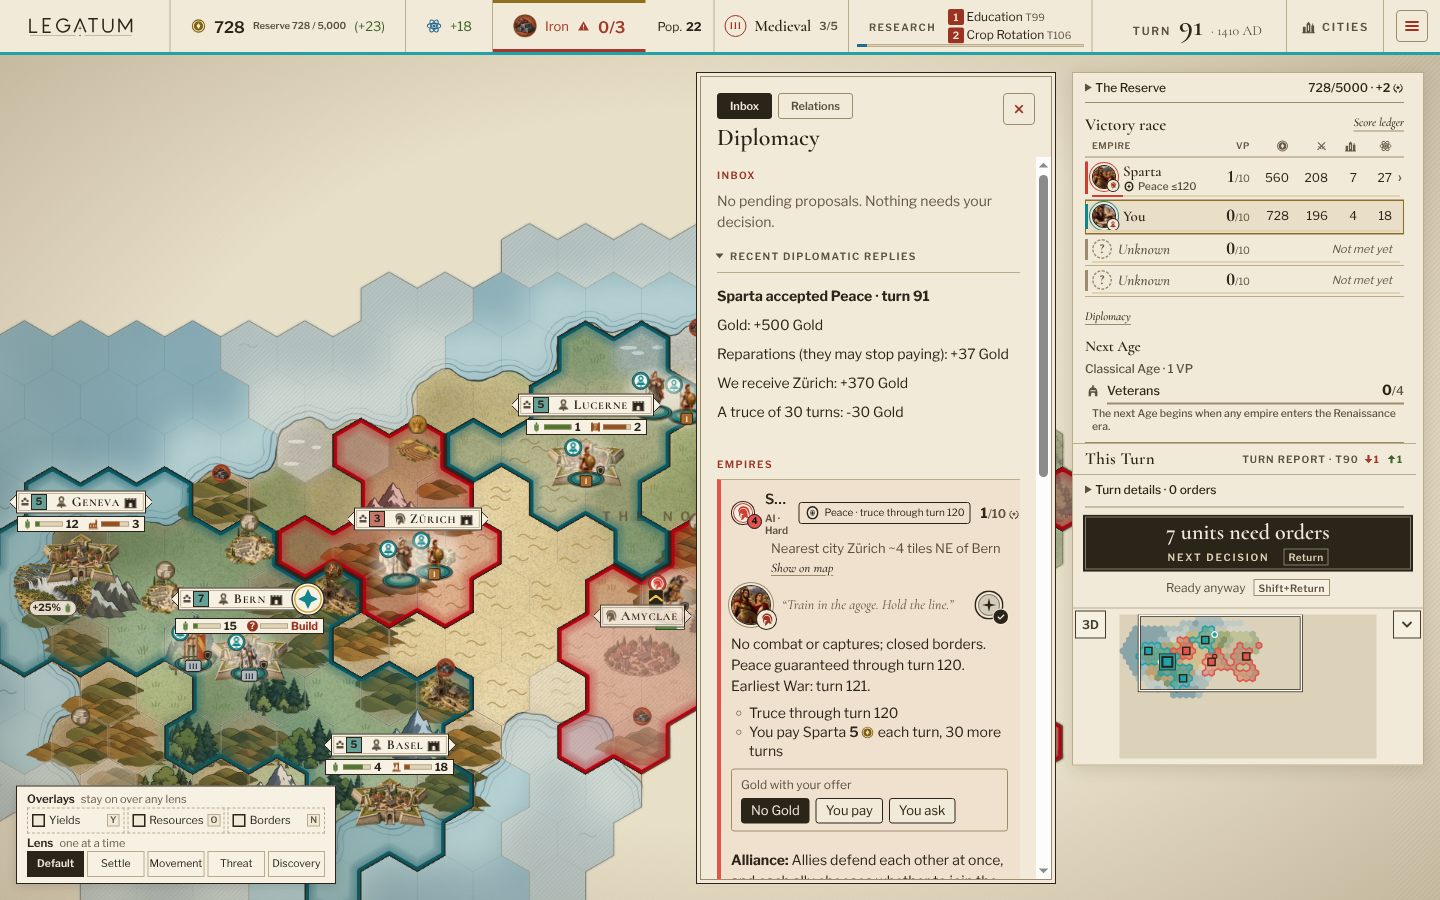 LEGATUM
728 Reserve 728 / 5,000 (+23)
+18
Iron 0/3
Pop. 22
III Medieval 3/5
RESEARCH
1 Education T99
2 Crop Rotation T106
TURN 91 · 1410 AD
CITIES
Inbox
Relations
×
Diplomacy
INBOX
No pending proposals. Nothing needs your
decision.
RECENT DIPLOMATIC REPLIES
Sparta accepted Peace · turn 91
Gold: +500 Gold
Reparations (they may stop paying): +37 Gold
We receive Zürich: +370 Gold
A truce of 30 turns: -30 Gold
EMPIRES
S...
4
AI ·
Hard
Peace · truce through turn 120
1/10
Nearest city Zürich ~4 tiles NE of Bern
Show on map
“Train in the agoge. Hold the line.”
No combat or captures; closed borders.
Peace guaranteed through turn 120.
Earliest War: turn 121.
Truce through turn 120
You pay Sparta 5 each turn, 30 more
turns
Gold with your offer
No Gold
You pay
You ask
Alliance: Allies defend each other at once,
The Reserve
728/5000 · +2
Victory race
Score ledger
EMPIRE VP
Sparta 1/10 560 208 7 27 ›
Peace ≤120
You 0/10 728 196 4 18
? Unknown 0/10 Not met yet
? Unknown 0/10 Not met yet
Diplomacy
Next Age
Classical Age · 1 VP
Veterans 0/4
The next Age begins when any empire enters the Renaissance
era.
This Turn
TURN REPORT · T90 1 1
Turn details · 0 orders
7 units need orders
NEXT DECISION Return
Ready anyway Shift+Return
3D
5 LUCERNE
1 2
I
I
THE NO
5 GENEVA
12 3
3 ZÜRICH
I
+25%
7 BERN
15 ? Build
III
III
AMYCLAE
5 BASEL
4 18
Overlays stay on over any lens
Yields Y
Resources O
Borders N
Lens one at a time
Default
Settle
Movement
Threat
Discovery